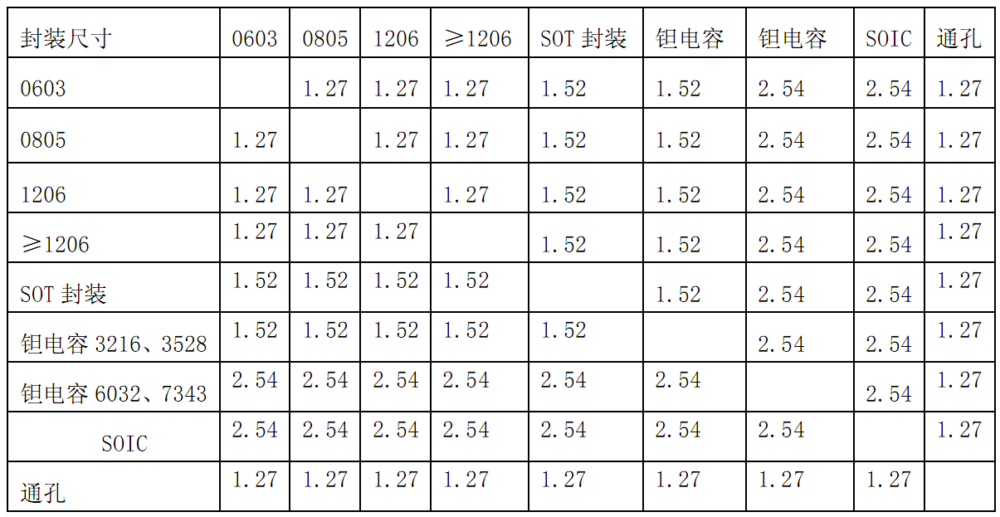 封装尺寸 0603 0805 1206 ≥1206 SOT 封装 钽电容 钽电容 SOIC 通孔
0603 1.27 1.27 1.27 1.52 1.52 2.54 2.54 1.27
0805 1.27 1.27 1.27 1.52 1.52 2.54 2.54 1.27
1206 1.27 1.27 1.27 1.52 1.52 2.54 2.54 1.27
≥1206 1.27 1.27 1.27 1.52 1.52 2.54 2.54 1.27
SOT 封装 1.52 1.52 1.52 1.52 1.52 2.54 2.54 1.27
钽电容 3216、3528 1.52 1.52 1.52 1.52 1.52 2.54 2.54 1.27
钽电容 6032、7343 2.54 2.54 2.54 2.54 2.54 2.54 2.54 1.27
SOIC 2.54 2.54 2.54 2.54 2.54 2.54 2.54 1.27
通孔 1.27 1.27 1.27 1.27 1.27 1.27 1.27 1.27